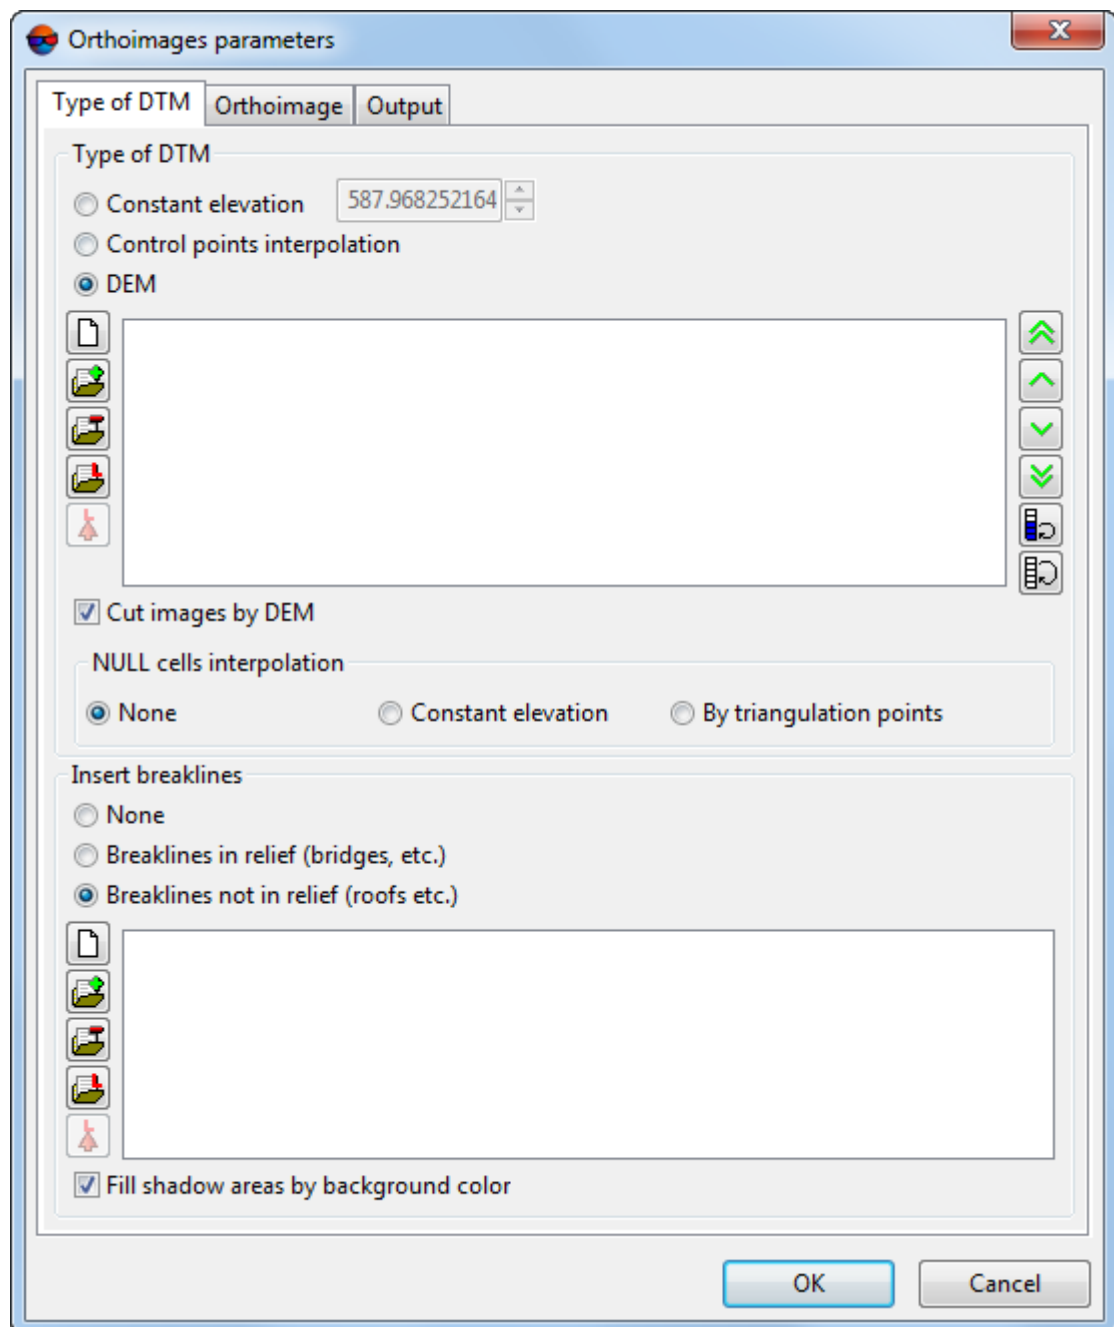 Orthoimages parameters
Type of DTM Orthoimage Output
Type of DTM
Constant elevation 587.968252164
Control points interpolation
DEM
Cut images by DEM
NULL cells interpolation
None Constant elevation By triangulation points
Insert breaklines
None
Breaklines in relief (bridges, etc.)
Breaklines not in relief (roofs etc.)
Fill shadow areas by background color
OK Cancel